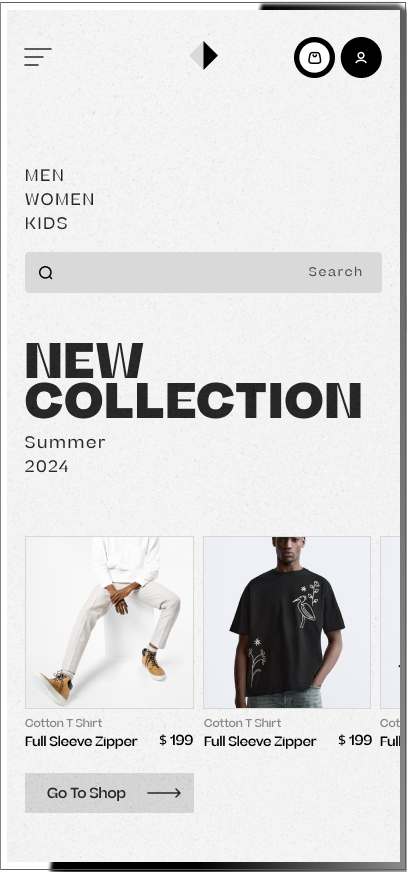 MEN
WOMEN
KIDS
Search
NEW
COLLECTION
Summer
2024
Cotton T Shirt
Full Sleeve Zipper $ 199
Cotton T Shirt
Full Sleeve Zipper $ 199
Cot
Full
Go To Shop